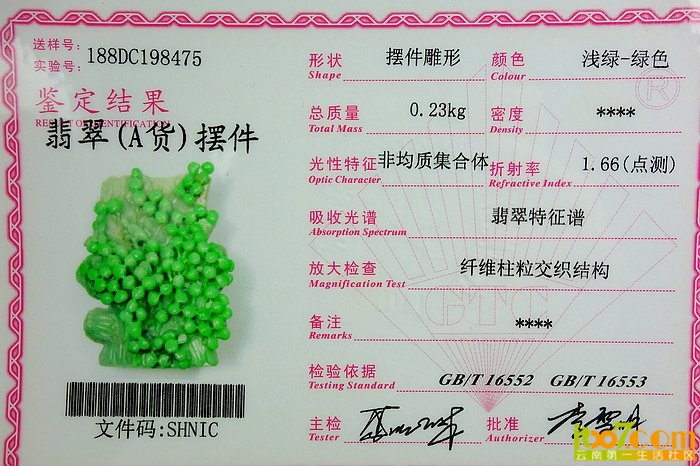 送样号:
实验号: 188DC198475
鉴定结果
RESULT OF IDENTIFICATION
翡翠(A货)摆件
文件码:SHNIC
形状 摆件雕形 颜色 浅绿-绿色
Shape Colour
总质量 0.23kg 密度 ****
Total Mass Density
光性特征 非均质集合体 折射率 1.66(点测)
Optic Character Refractive Index
吸收光谱 翡翠特征谱
Absorption Spectrum
放大检查 纤维柱粒交织结构
Magnification Test
备注 ****
Remarks
检验依据 GB/T 16552 GB/T 16553
Testing Standard
主检 批准
Tester Authorizer
GTC
®
云南第一生活社区